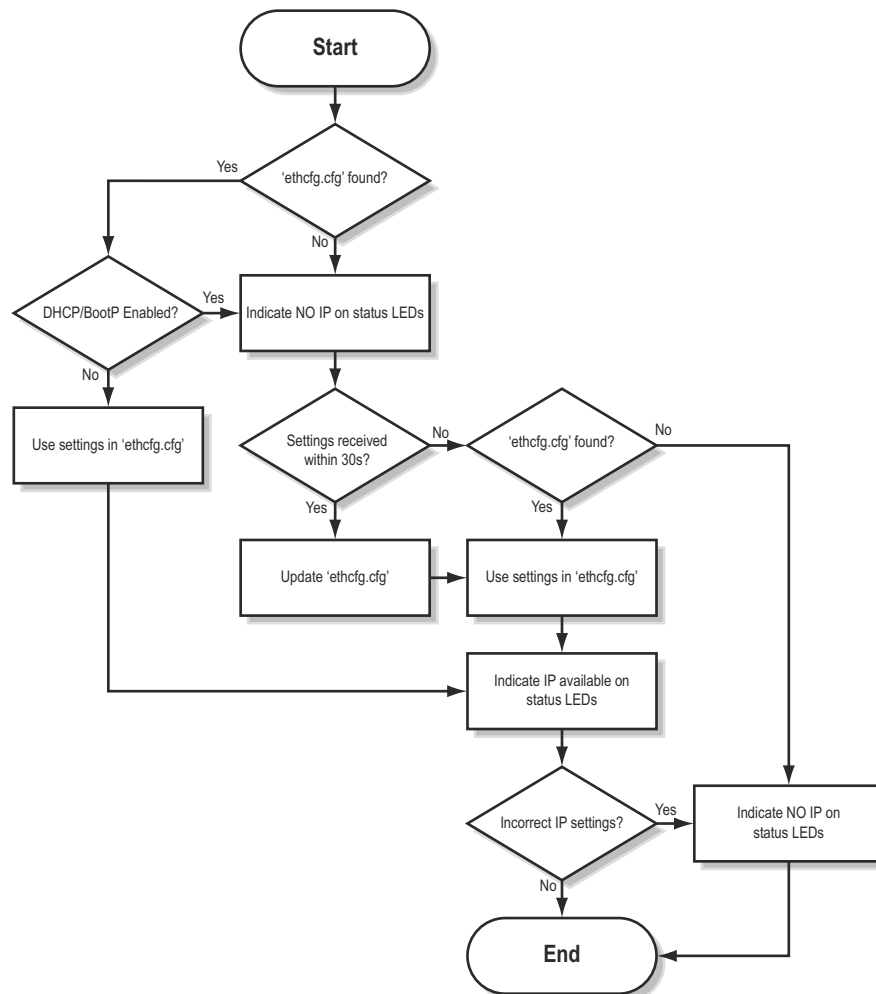 Start
Yes
‘ethcfg.cfg’ found?
No
DHCP/BootP Enabled?
Yes
Indicate NO IP on status LEDs
No
Use settings in ‘ethcfg.cfg’
Settings received
within 30s?
No
‘ethcfg.cfg’ found?
No
Yes
Yes
Update ‘ethcfg.cfg’
Use settings in ‘ethcfg.cfg’
Indicate IP available on
status LEDs
Incorrect IP settings?
Yes
Indicate NO IP on
status LEDs
No
End